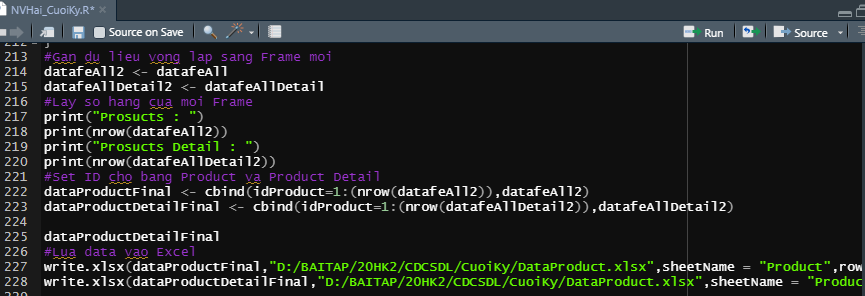 NVHai_CuoiKy.R*
Source on Save
Run
Source
213 #Gan du lieu vong lap sang Frame moi
214 datafeAll2 <- datafeAll
215 datafeAllDetail2 <- datafeAllDetail
216 #Lay so hang cua moi Frame
217 print("Prosucts : ")
218 print(nrow(datafeAll2))
219 print("Prosucts Detail : ")
220 print(nrow(datafeAllDetail2))
221 #Set ID cho bang Product va Product Detail
222 dataProductFinal <- cbind(idProduct=1:(nrow(datafeAll2)),datafeAll2)
223 dataProductDetailFinal <- cbind(idProduct=1:(nrow(datafeAllDetail2)),datafeAllDetail2)
224
225 dataProductDetailFinal
226 #Lua data vao Excel
227 write.xlsx(dataProductFinal,"D:/BAITAP/20HK2/CDCSDL/CuoiKy/DataProduct.xlsx",sheetName = "Product",row
228 write.xlsx(dataProductDetailFinal,"D:/BAITAP/20HK2/CDCSDL/CuoiKy/DataProduct.xlsx",sheetName = "Produc